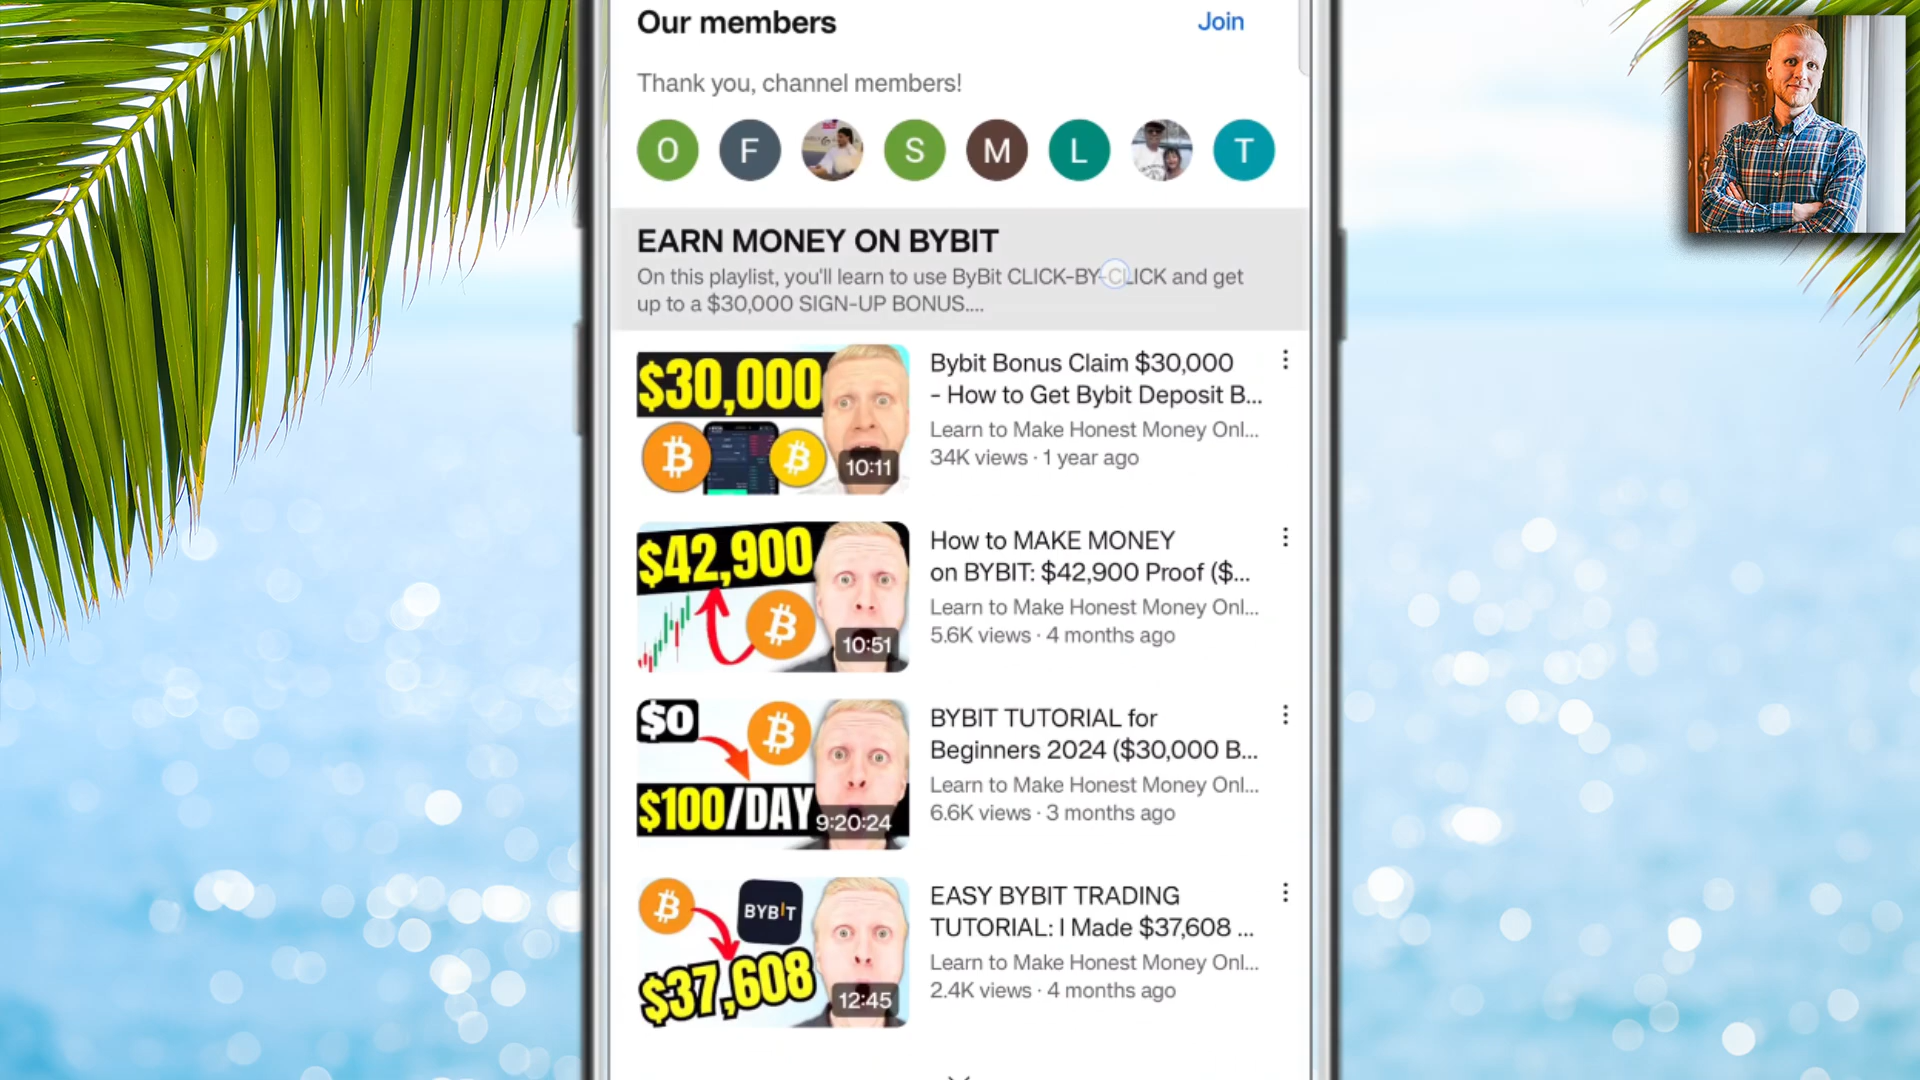 Our members
Join
Thank you, channel members!
O F S M L T
EARN MONEY ON BYBIT
On this playlist, you'll learn to use ByBit CLICK-BY-CLICK and get
up to a $30,000 SIGN-UP BONUS....
$30,000
10:11
Bybit Bonus Claim $30,000
- How to Get Bybit Deposit B...
Learn to Make Honest Money Onl...
34K views · 1 year ago
$42,900
10:51
How to MAKE MONEY
on BYBIT: $42,900 Proof ($...
Learn to Make Honest Money Onl...
5.6K views · 4 months ago
$0
$100/DAY
9:20:24
BYBIT TUTORIAL for
Beginners 2024 ($30,000 B...
Learn to Make Honest Money Onl...
6.6K views · 3 months ago
BYBIT
$37,608
12:45
EASY BYBIT TRADING
TUTORIAL: I Made $37,608 ...
Learn to Make Honest Money Onl...
2.4K views · 4 months ago